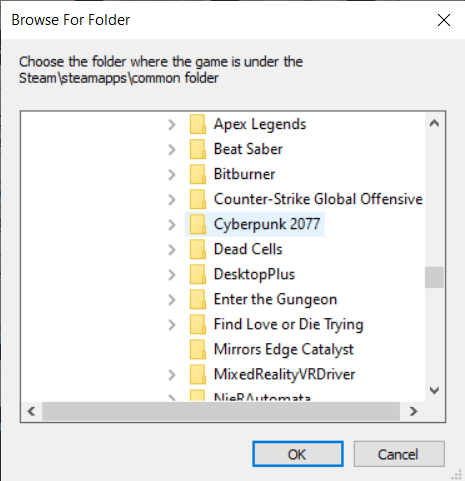 Browse For Folder
Choose the folder where the game is under the
Steam\steamapps\common folder
Apex Legends
Beat Saber
Bitburner
Counter-Strike Global Offensive
Cyberpunk 2077
Dead Cells
DesktopPlus
Enter the Gungeon
Find Love or Die Trying
Mirrors Edge Catalyst
MixedRealityVRDriver
NieRAutomata
OK
Cancel